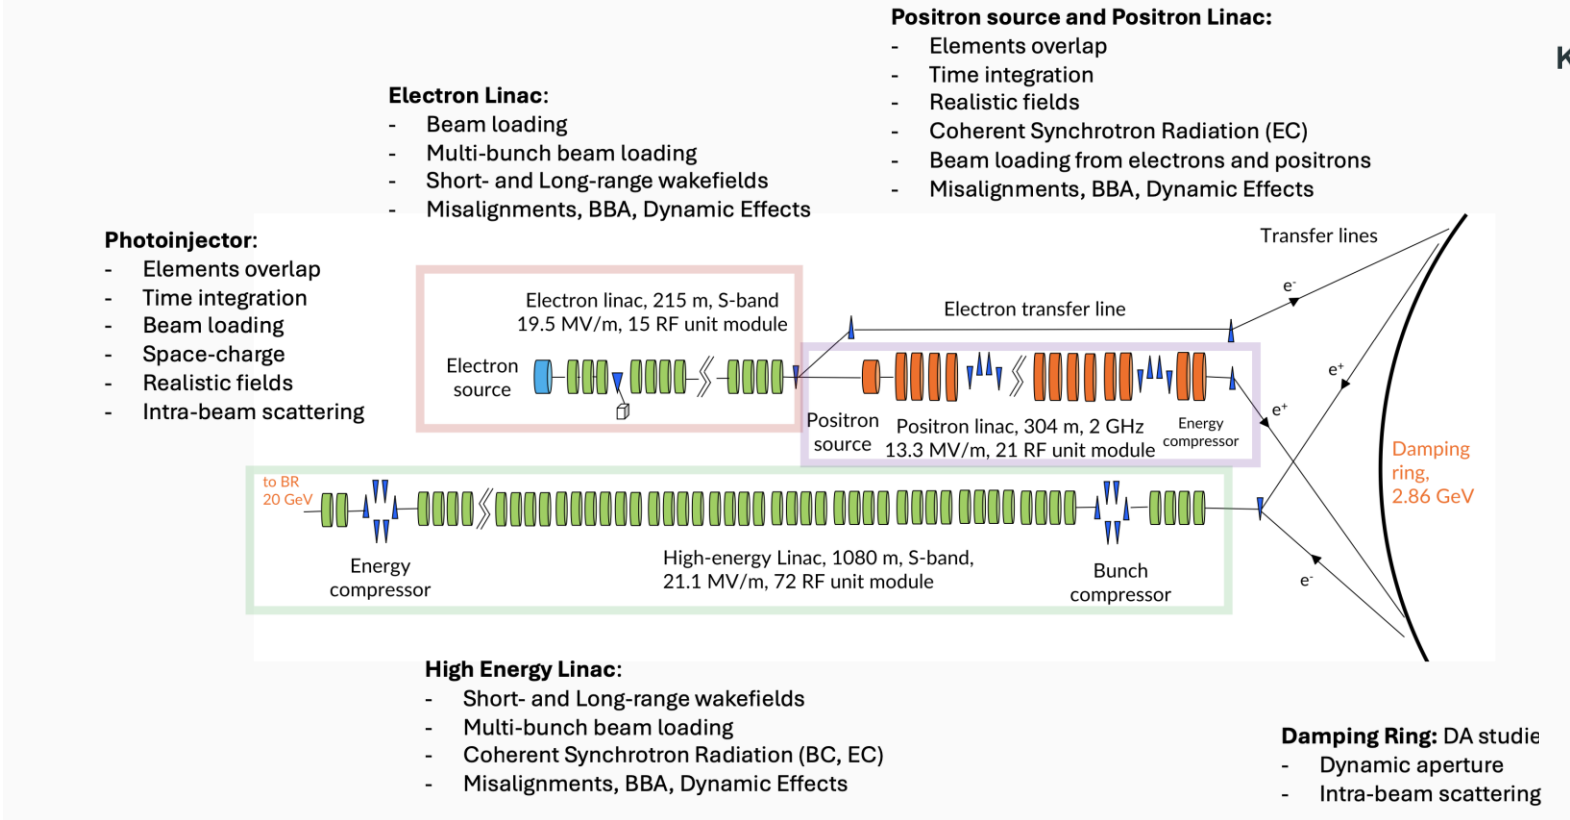 Positron source and Positron Linac:
- Elements overlap
- Time integration
- Realistic fields
- Coherent Synchrotron Radiation (EC)
- Beam loading from electrons and positrons
- Misalignments, BBA, Dynamic Effects
K
Electron Linac:
- Beam loading
- Multi-bunch beam loading
- Short- and Long-range wakefields
- Misalignments, BBA, Dynamic Effects
Photoinjector:
- Elements overlap
- Time integration
- Beam loading
- Space-charge
- Realistic fields
- Intra-beam scattering
Electron linac, 215 m, S-band
19.5 MV/m, 15 RF unit module
Electron
source
Electron transfer line
Transfer lines
e-
e+
e+
Positron
source
Positron linac, 304 m, 2 GHz
13.3 MV/m, 21 RF unit module
Energy
compressor
Damping
ring,
2.86 GeV
to BR
20 GeV
Energy
compressor
High-energy Linac, 1080 m, S-band,
21.1 MV/m, 72 RF unit module
Bunch
compressor
e-
High Energy Linac:
- Short- and Long-range wakefields
- Multi-bunch beam loading
- Coherent Synchrotron Radiation (BC, EC)
- Misalignments, BBA, Dynamic Effects
Damping Ring: DA studie
- Dynamic aperture
- Intra-beam scattering